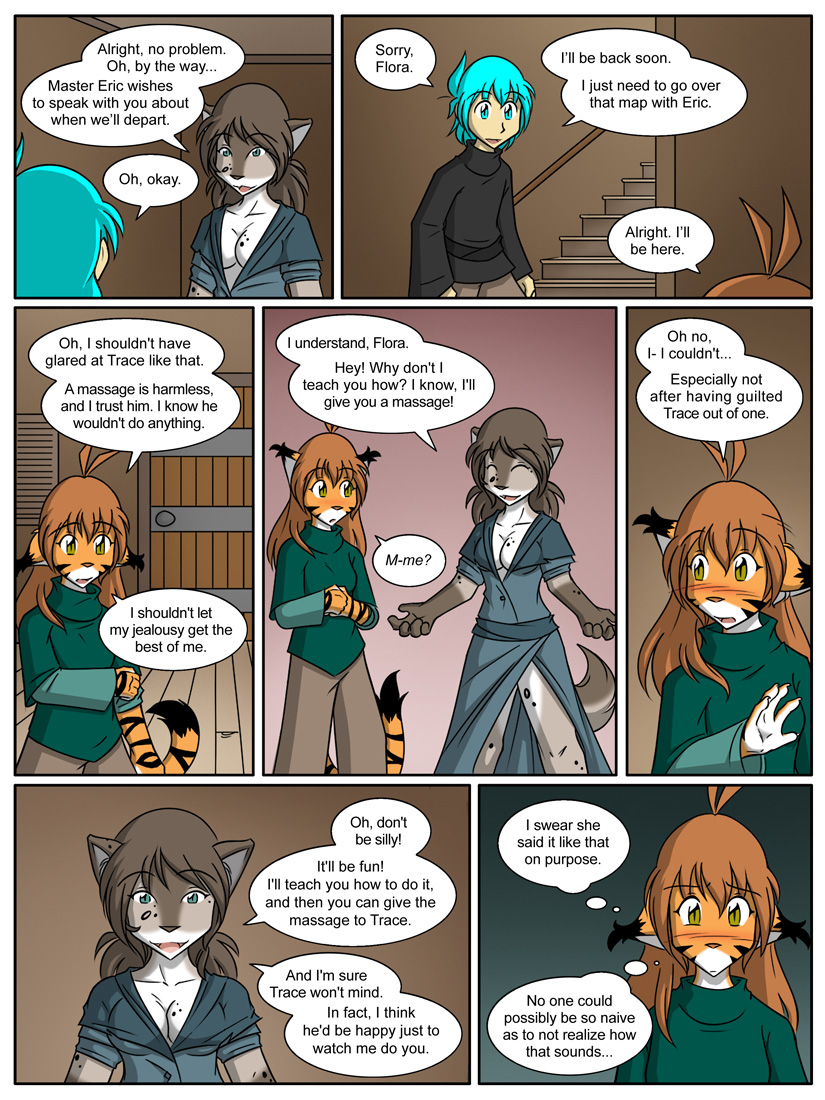 Alright, no problem.
Oh, by the way...
Master Eric wishes
to speak with you about
when we'll depart.
Oh, okay.
Sorry,
Flora.
I'll be back soon.
I just need to go over
that map with Eric.
Alright. I'll
be here.
Oh, I shouldn't have
glared at Trace like that.
A massage is harmless,
and I trust him. I know he
wouldn't do anything.
I shouldn't let
my jealousy get the
best of me.
I understand, Flora.
Hey! Why don't I
teach you how? I know, I'll
give you a massage!
M-me?
Oh no,
I- I couldn't...
Especially not
after having guilted
Trace out of one.
Oh, don't
be silly!
It'll be fun!
I'll teach you how to do it,
and then you can give the
massage to Trace.
And I'm sure
Trace won't mind.
In fact, I think
he'd be happy just to
watch me do you.
I swear she
said it like that
on purpose.
No one could
possibly be so naive
as to not realize how
that sounds...